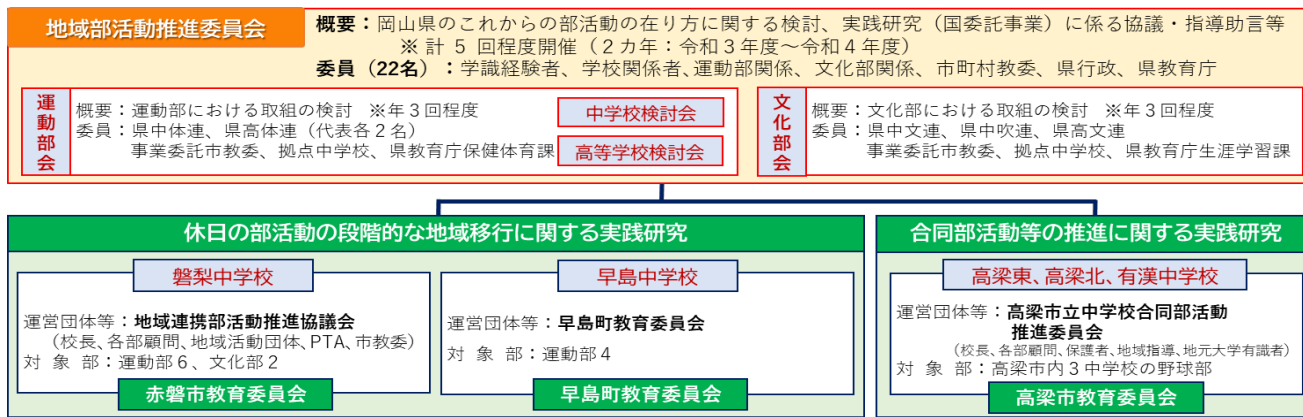 地域部活動推進委員会
概要：岡山県のこれからの部活動の在り方に関する検討、実践研究（国委託事業）に係る協議・指導助言等
※計５回程度開催（２カ年：令和３年度～令和４年度）
委員（22名）：学識経験者、学校関係者、運動部関係、文化部関係、市町村教委、県行政、県教育庁
運動部会
概要：運動部における取組の検討　※年３回程度
委員：県中体連、県高体連（代表各２名）
事業委託市教委、拠点中学校、県教育庁保健体育課
中学校検討会
高等学校検討会
文化部会
概要：文化部における取組の検討　※年３回程度
委員：県中文連、県中吹連、県高文連
事業委託市教委、拠点中学校、県教育庁生涯学習課
休日の部活動の段階的な地域移行に関する実践研究
磐梨中学校
運営団体等：地域連携部活動推進協議会
（校長、各部顧問、地域活動団体、PTA、市教委）
対　象　部：運動部６、文化部２
赤磐市教育委員会
早島中学校
運営団体等：早島町教育委員会
対　象　部：運動部４
早島町教育委員会
合同部活動等の推進に関する実践研究
高梁東、高梁北、有漢中学校
運営団体等：高梁市立中学校合同部活動
推進委員会
（校長、各部顧問、保護者、地域指導、地元大学有識者）
対　象　部：高梁市内３中学校の野球部
高梁市教育委員会